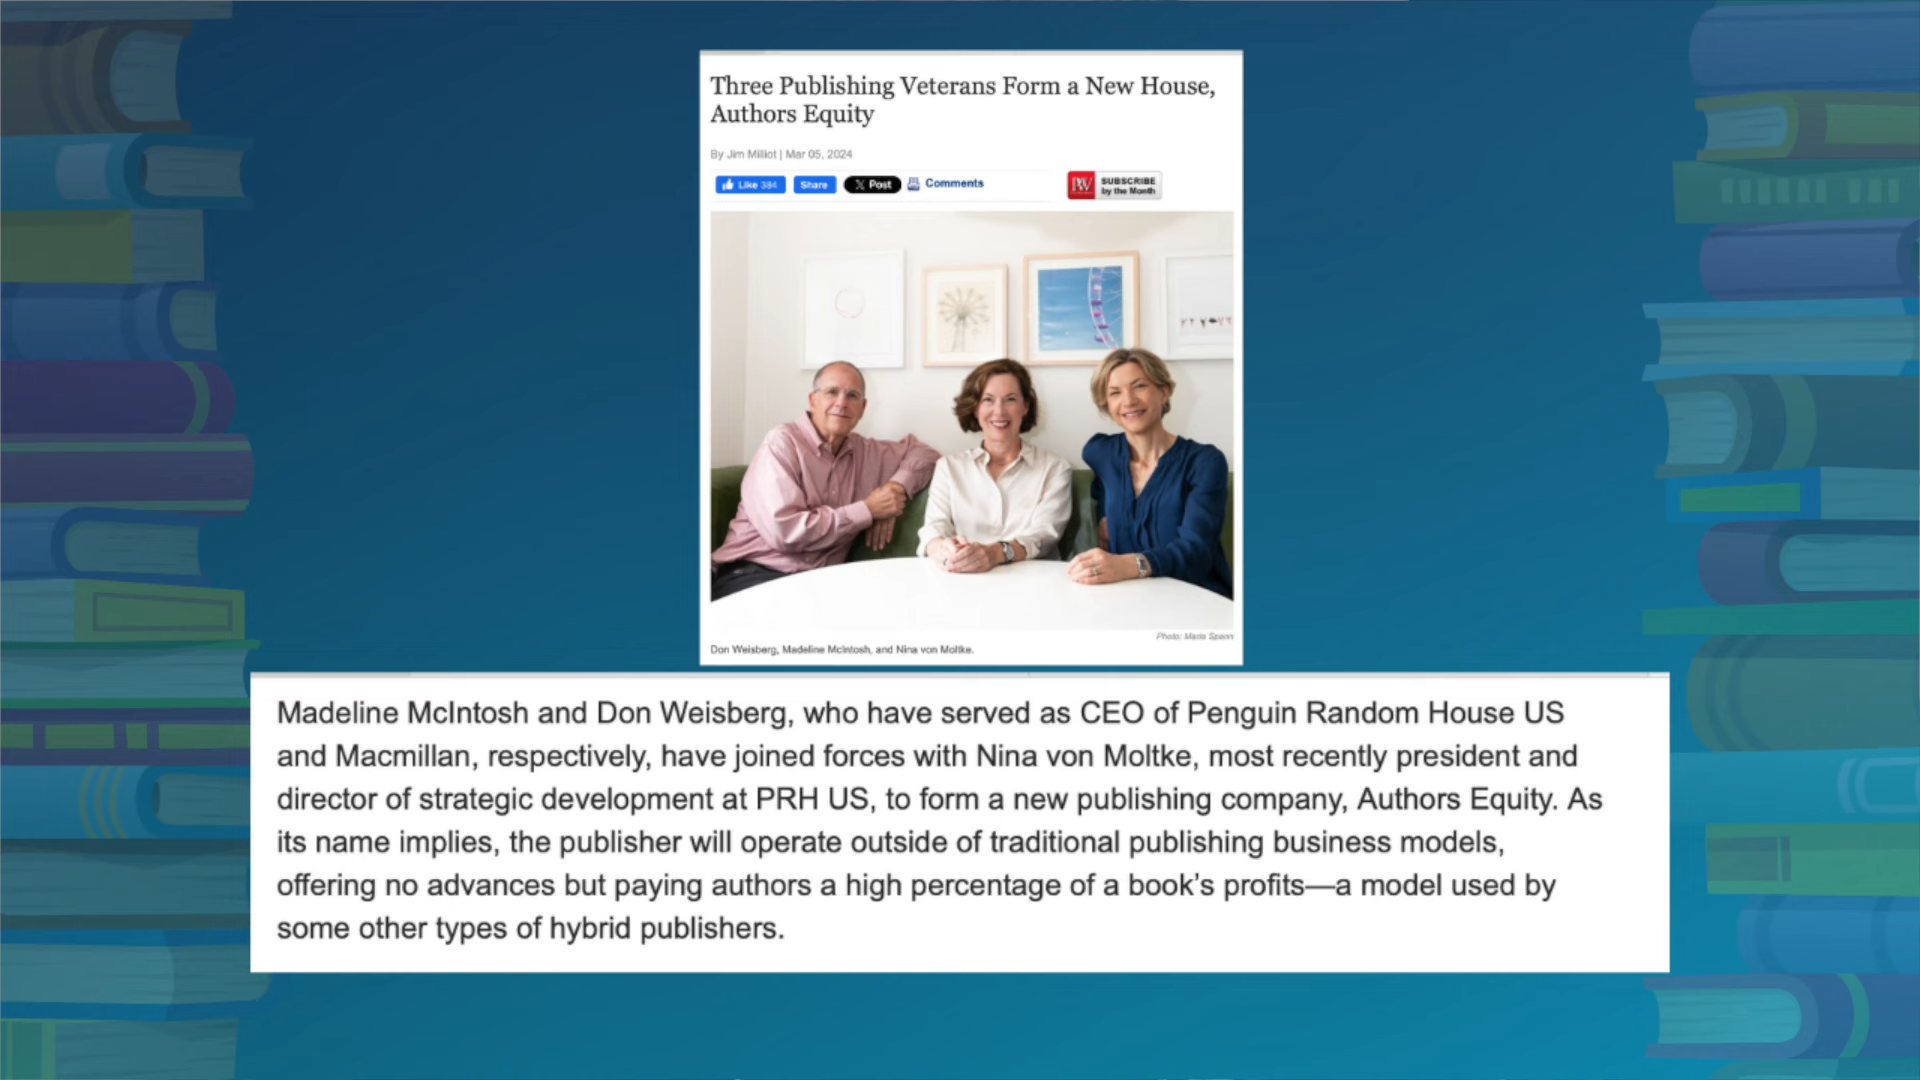 Three Publishing Veterans Form a New House,
Authors Equity
By Jim Milliot | Mar 05, 2024
Like 384 Share X Post Comments
PW SUBSCRIBE
by the Month
Photo: Maria Spann
Don Weisberg, Madeline McIntosh, and Nina von Moltke.
Madeline McIntosh and Don Weisberg, who have served as CEO of Penguin Random House US
and Macmillan, respectively, have joined forces with Nina von Moltke, most recently president and
director of strategic development at PRH US, to form a new publishing company, Authors Equity. As
its name implies, the publisher will operate outside of traditional publishing business models,
offering no advances but paying authors a high percentage of a book's profits—a model used by
some other types of hybrid publishers.